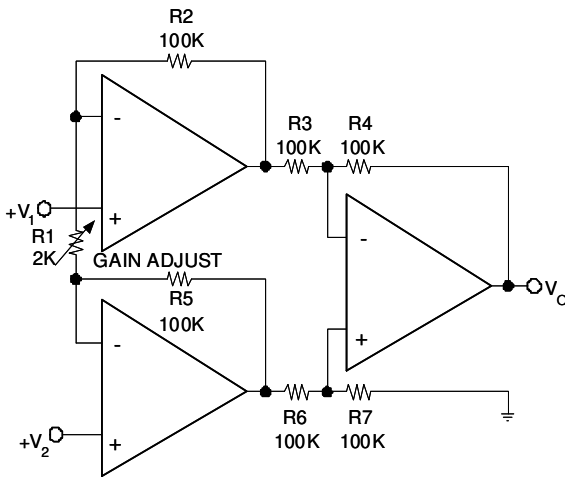 R2
100K
R3
100K
R4
100K
-
+V1
+
R1
2K
GAIN ADJUST
R5
100K
-
+
VO
-
+V2
+
R6
100K
R7
100K